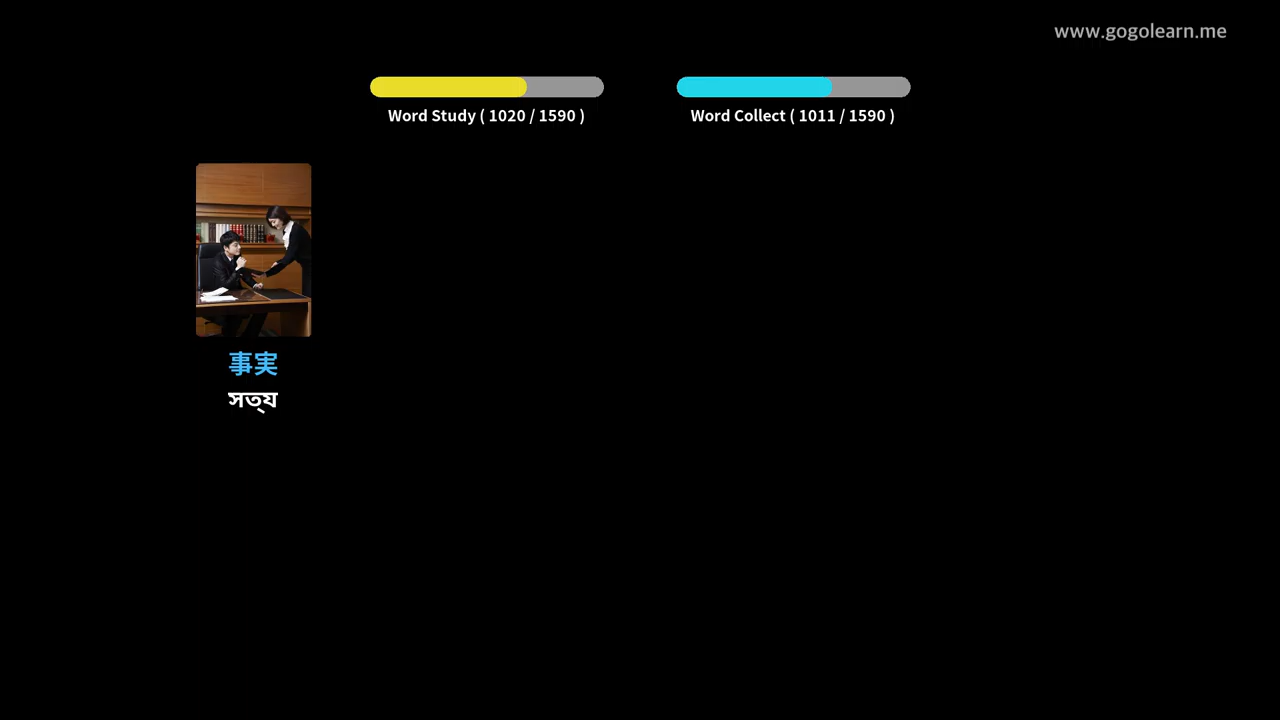 www.gogolearn.me
Word Study ( 1020 / 1590 )
Word Collect ( 1011 / 1590 )
事実
সত্য